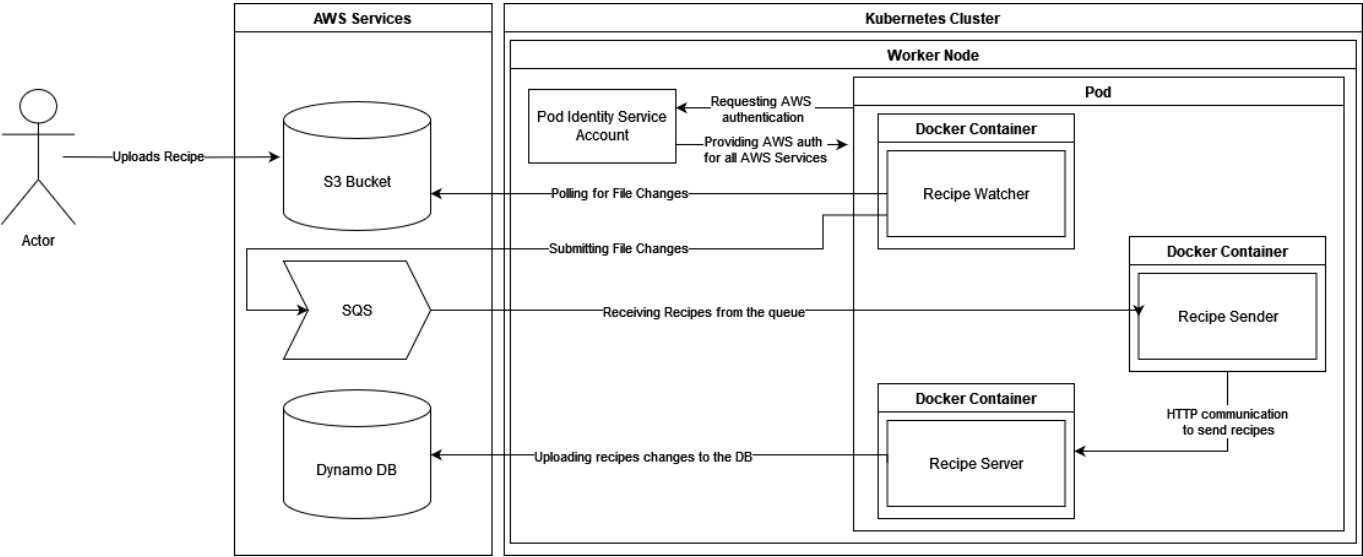 AWS Services
Kubernetes Cluster
Worker Node
Pod
Pod Identity Service
Account
Requesting AWS
authentication
Providing AWS auth
for all AWS Services
Docker Container
Recipe Watcher
Uploads Recipe
S3 Bucket
Polling for File Changes
Actor
Submitting File Changes
Docker Container
SQS
Receiving Recipes from the queue
Recipe Sender
Docker Container
HTTP communication
to send recipes
Dynamo DB
Uploading recipes changes to the DB
Recipe Server